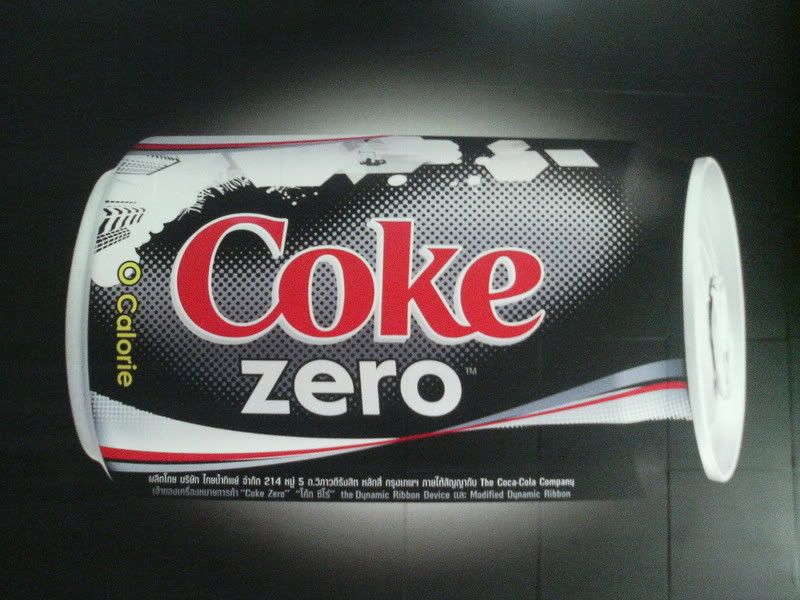 Coke
zero™
0 Calorie
ผลิตโดย บริษัท ไทยน้ำทิพย์ จำกัด 214 หมู่ 5 ถ.วิภาวดีรังสิต หลักสี่ กรุงเทพฯ ภายใต้สัญญากับ The Coca-Cola Company
เจ้าของเครื่องหมายการค้า "Coke Zero" "โค้ก ซีโร่" the Dynamic Ribbon Device และ Modified Dynamic Ribbon